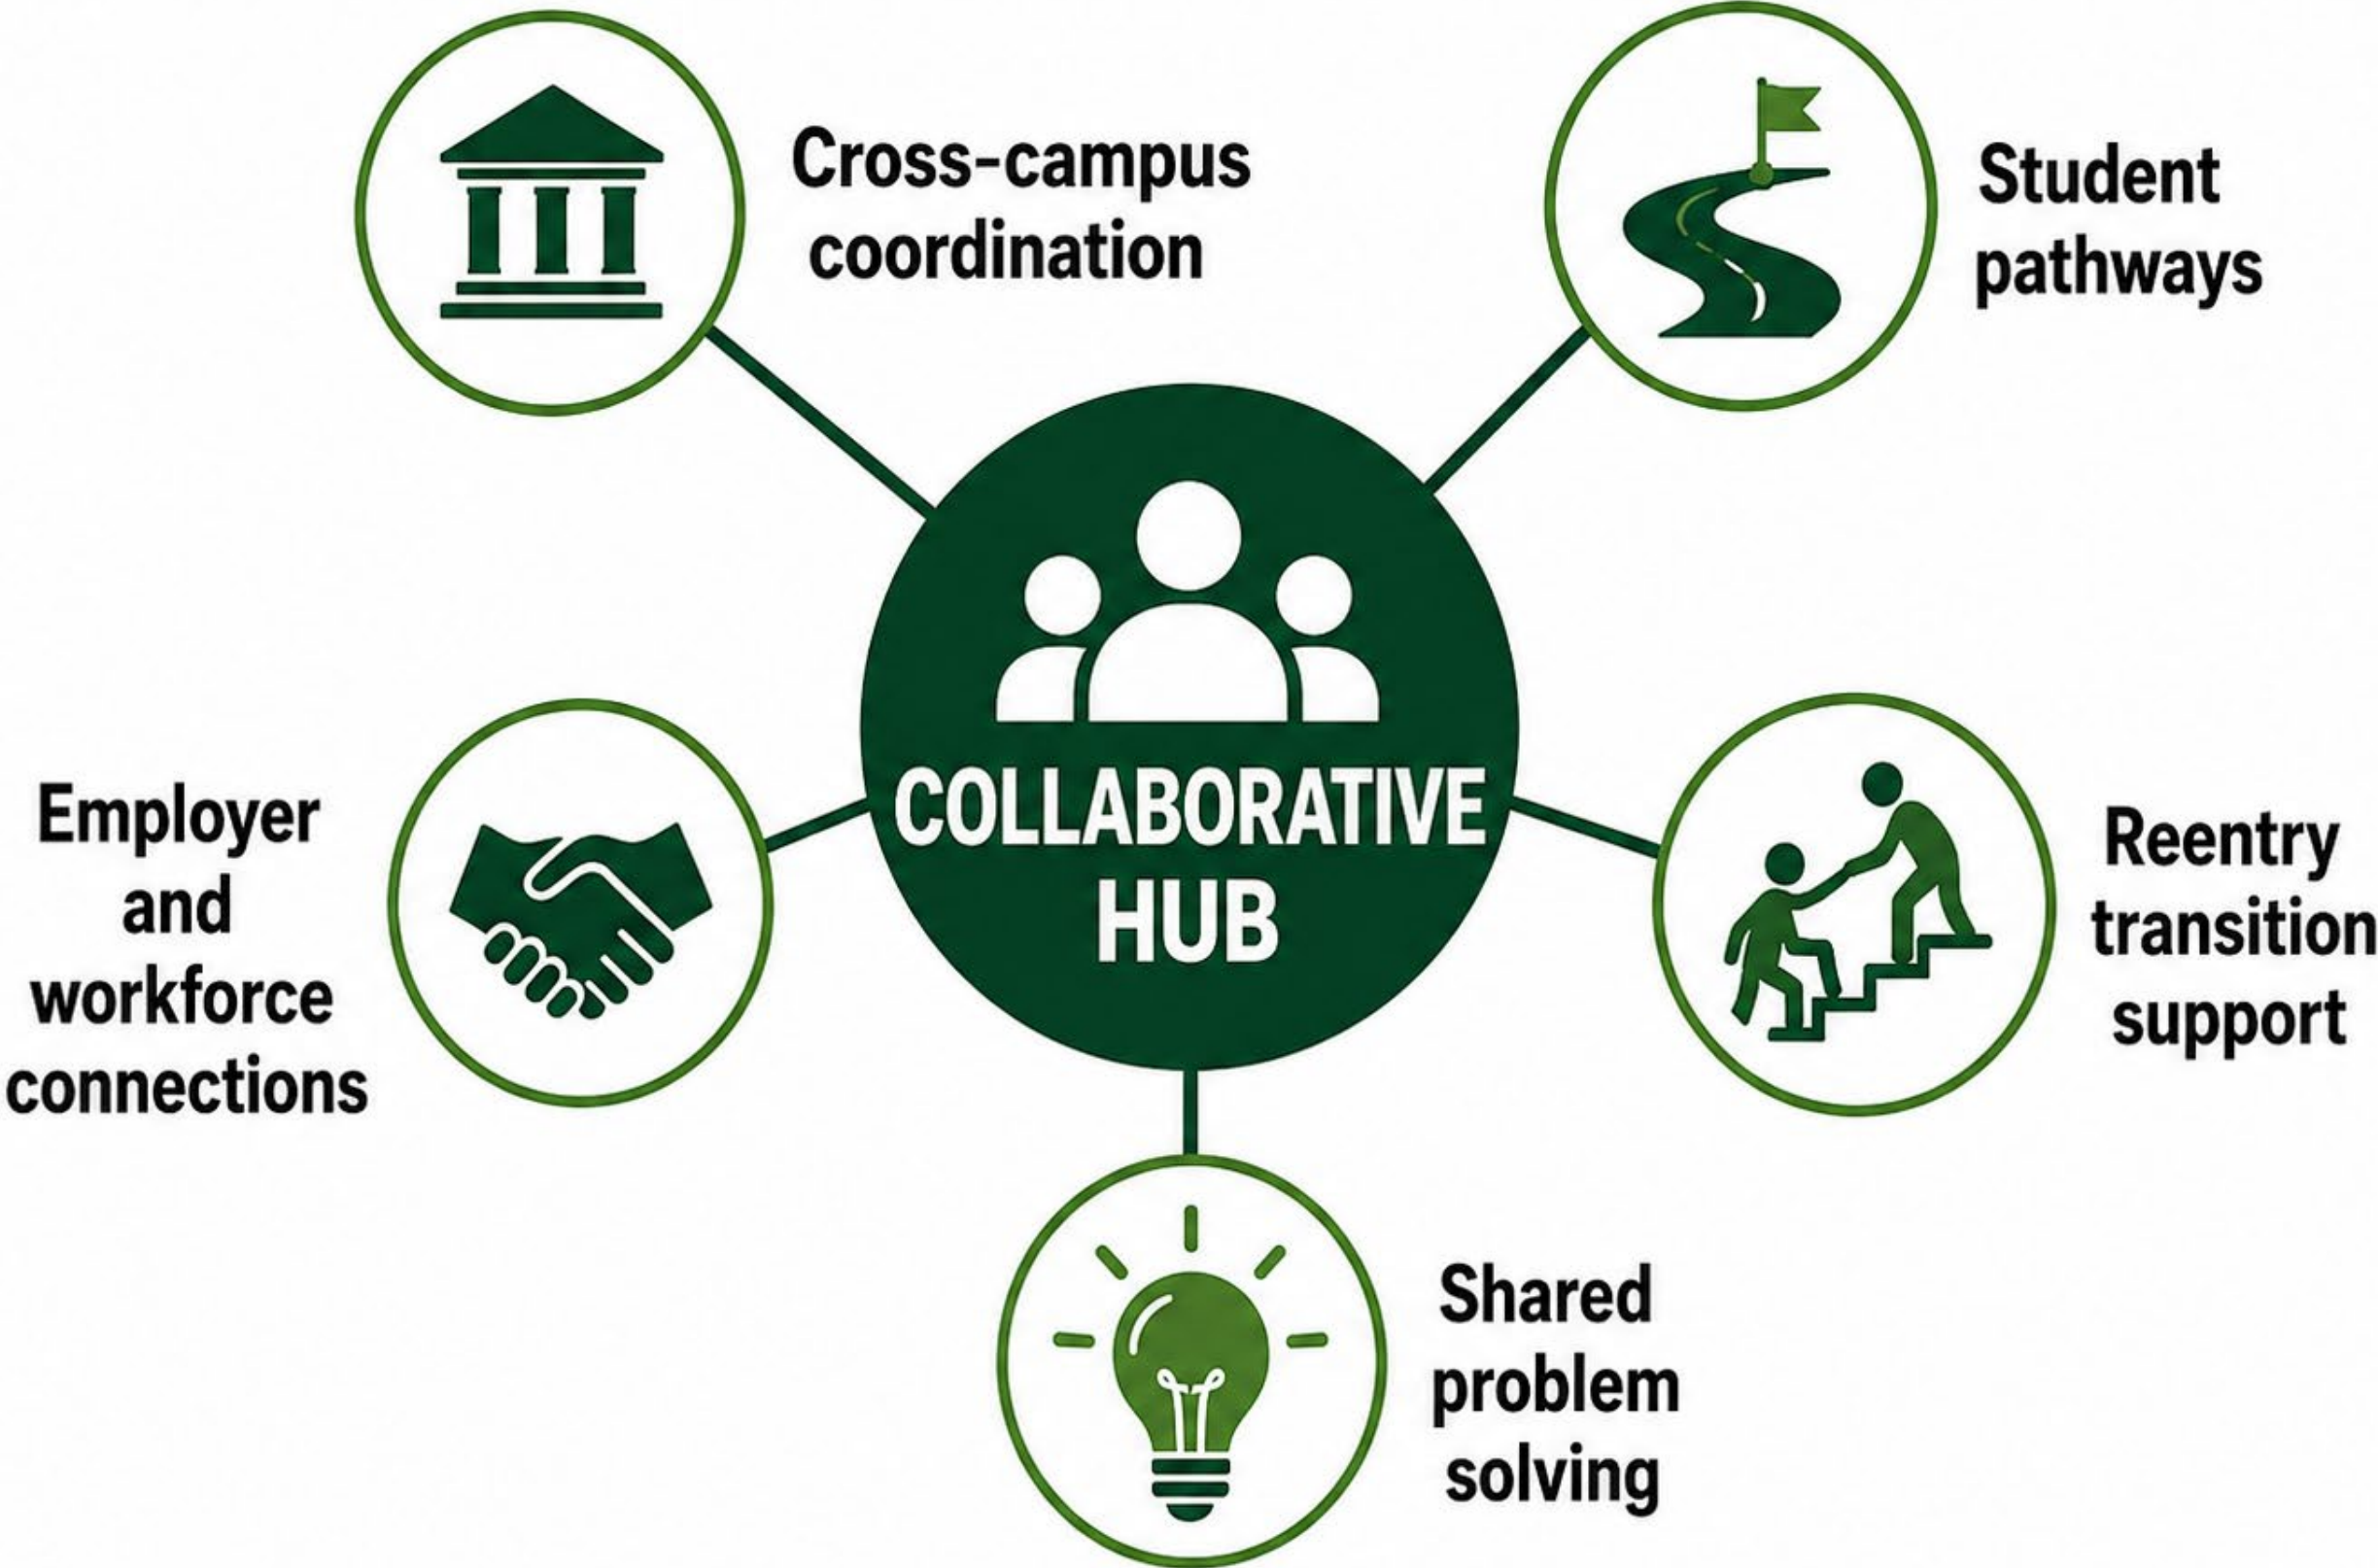 Cross-campus
coordination
Student
pathways
COLLABORATIVE
HUB
Employer
and
workforce
connections
Reentry
transition
support
Shared
problem
solving